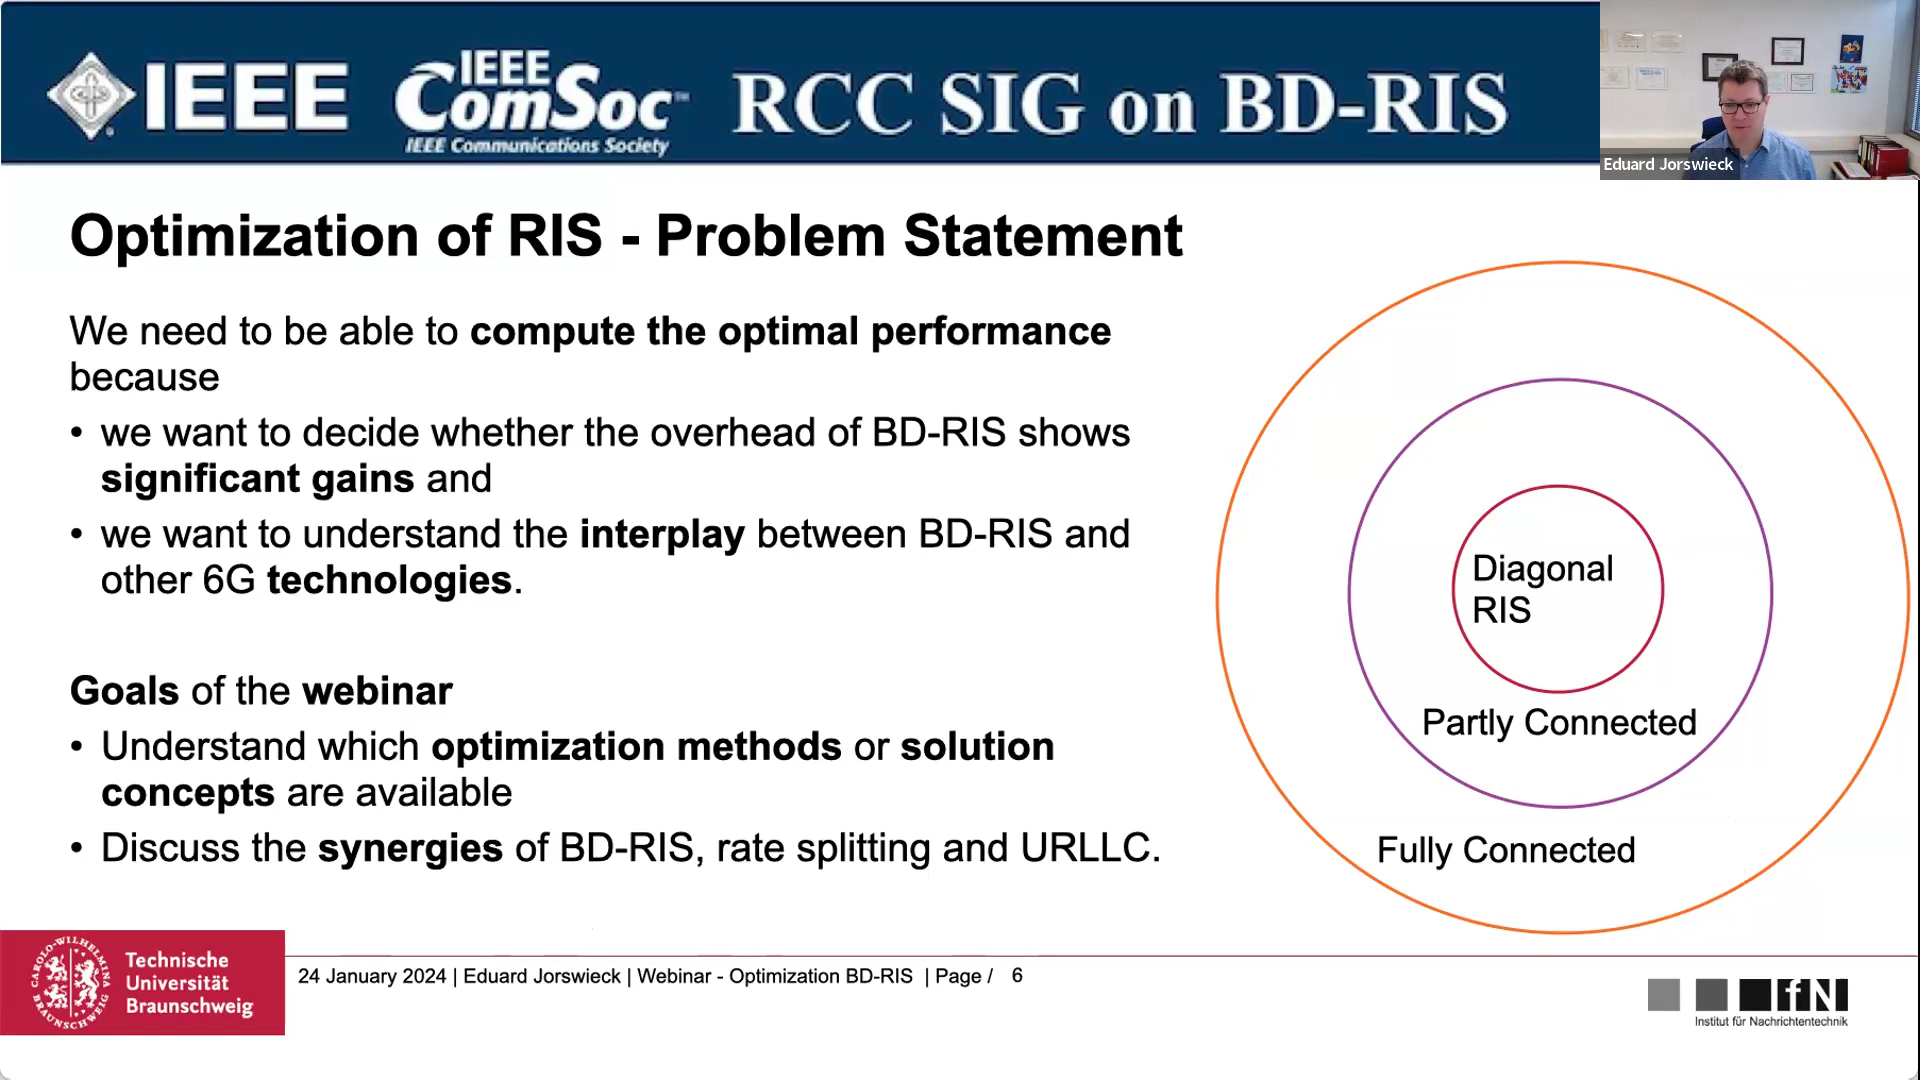 IEEE
IEEE
ComSoc™
IEEE Communications Society
RCC SIG on BD-RIS
Eduard Jorswieck
Optimization of RIS - Problem Statement
We need to be able to compute the optimal performance
because
• we want to decide whether the overhead of BD-RIS shows
significant gains and
• we want to understand the interplay between BD-RIS and
other 6G technologies.
Goals of the webinar
• Understand which optimization methods or solution
concepts are available
• Discuss the synergies of BD-RIS, rate splitting and URLLC.
Diagonal
RIS
Partly Connected
Fully Connected
CAROLO-WILHELMINA
BRAUNSCHWEIG
Technische
Universität
Braunschweig
24 January 2024 | Eduard Jorswieck | Webinar - Optimization BD-RIS | Page / 6
IfN
Institut für Nachrichtentechnik